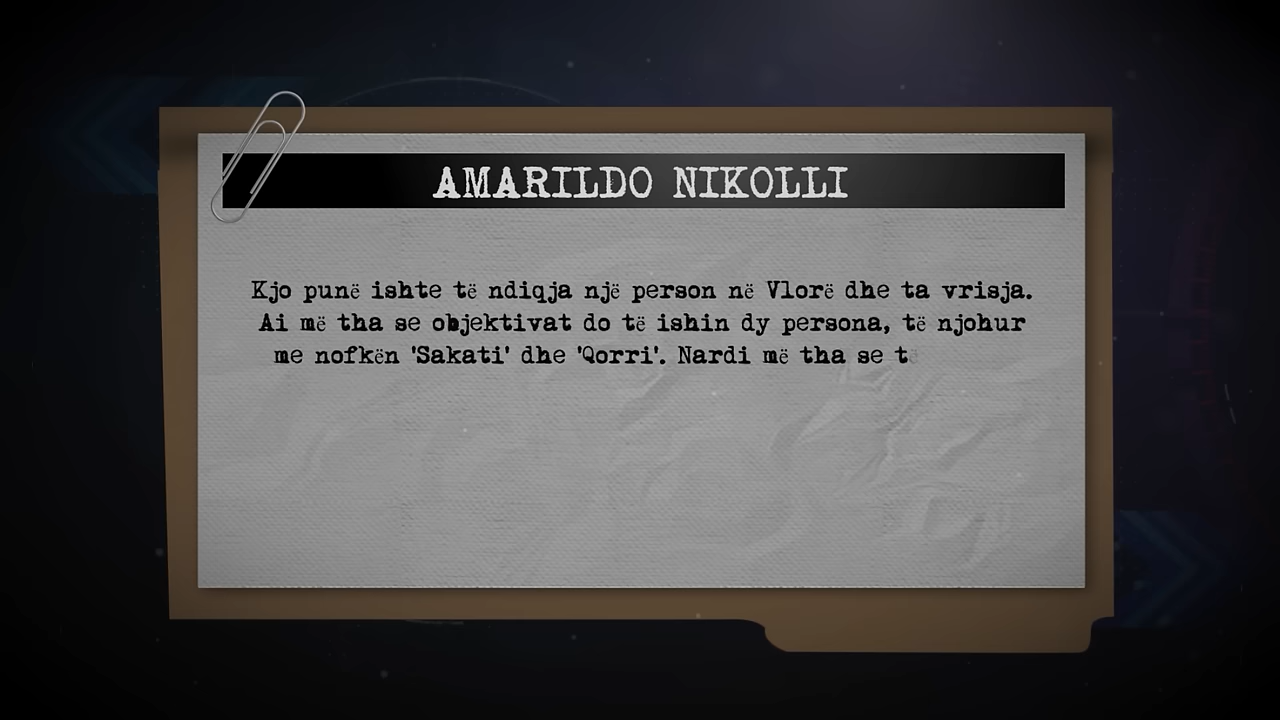 AMARILDO NIKOLLI
Kjo punë ishte të ndiqja një person në Vlorë dhe ta vrisja.
Ai më tha se objektivat do të ishin dy persona, të njohur
me nofkën 'Sakati' dhe 'Qorri'. Nardi më tha se të